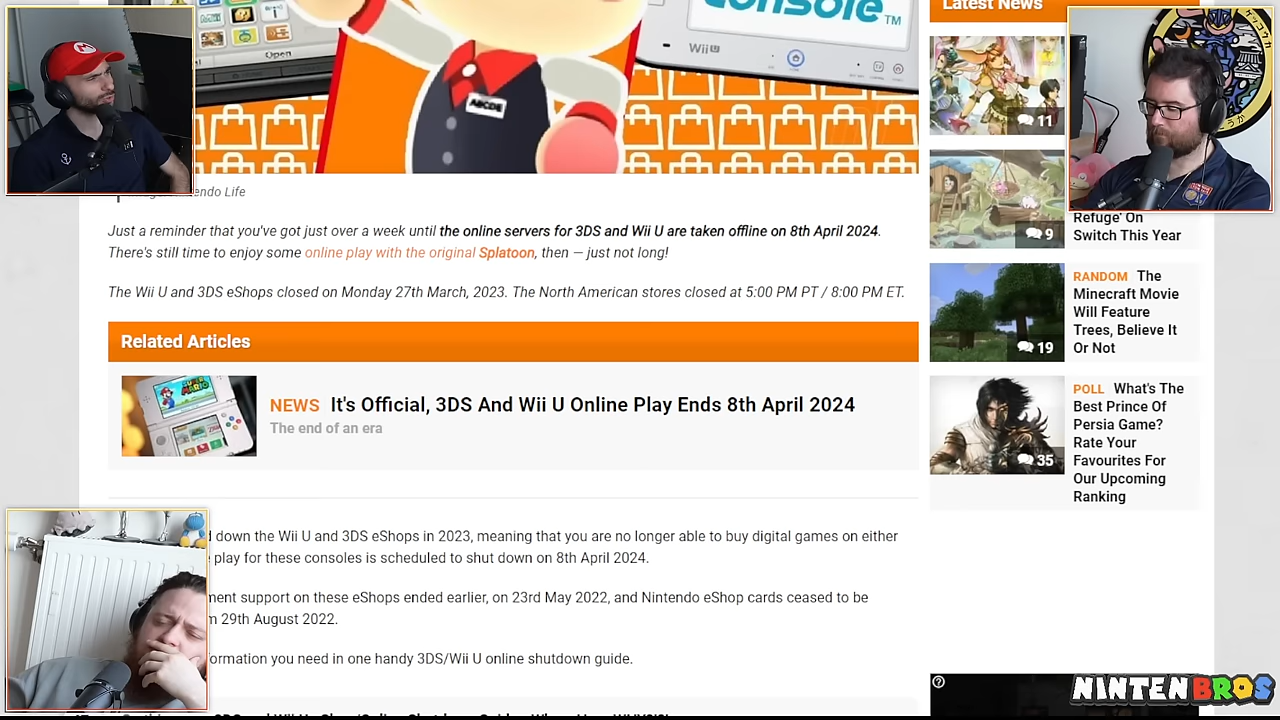 Console™
Latest News
Open
Wii U
ABCDE
11
endo Life
Just a reminder that you've got just over a week until the online servers for 3DS and Wii U are taken offline on 8th April 2024.
There's still time to enjoy some online play with the original Splatoon, then — just not long!
9
Refuge' On
Switch This Year
The Wii U and 3DS eShops closed on Monday 27th March, 2023. The North American stores closed at 5:00 PM PT / 8:00 PM ET.
RANDOM The
Minecraft Movie
Will Feature
Trees, Believe It
Or Not
19
Related Articles
SUPER
MARIO
NEWS It's Official, 3DS And Wii U Online Play Ends 8th April 2024
The end of an era
POLL What's The
Best Prince Of
Persia Game?
Rate Your
Favourites For
Our Upcoming
Ranking
35
d down the Wii U and 3DS eShops in 2023, meaning that you are no longer able to buy digital games on either
play for these consoles is scheduled to shut down on 8th April 2024.
ment support on these eShops ended earlier, on 23rd May 2022, and Nintendo eShop cards ceased to be
29th August 2022.
formation you need in one handy 3DS/Wii U online shutdown guide.
NINTENBROS